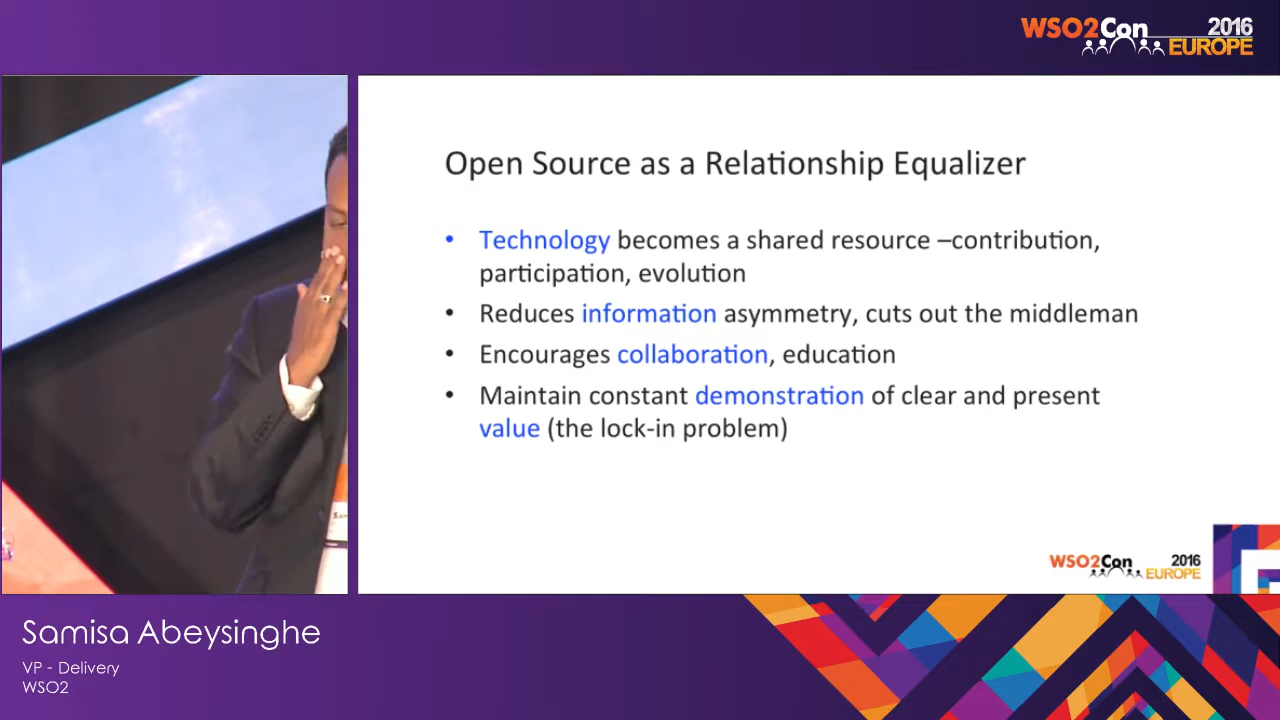 WSO2Con 2016
EUROPE
Open Source as a Relationship Equalizer
• Technology becomes a shared resource –contribution,
participation, evolution
• Reduces information asymmetry, cuts out the middleman
• Encourages collaboration, education
• Maintain constant demonstration of clear and present
value (the lock-in problem)
WSO2Con 2016
EUROPE
Samisa Abeysinghe
VP - Delivery
WSO2